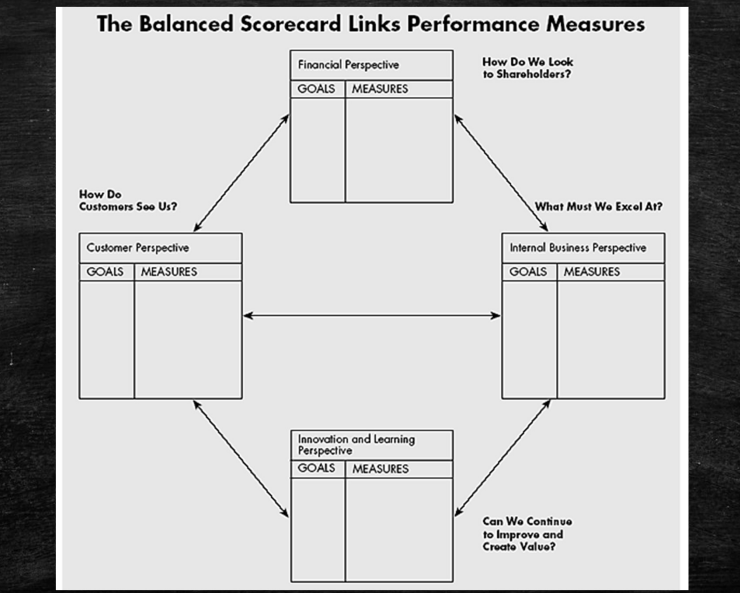 The Balanced Scorecard Links Performance Measures
Financial Perspective
GOALS MEASURES
How Do We Look
to Shareholders?
How Do
Customers See Us?
What Must We Excel At?
Customer Perspective
GOALS MEASURES
Internal Business Perspective
GOALS MEASURES
Innovation and Learning
Perspective
GOALS MEASURES
Can We Continue
to Improve and
Create Value?